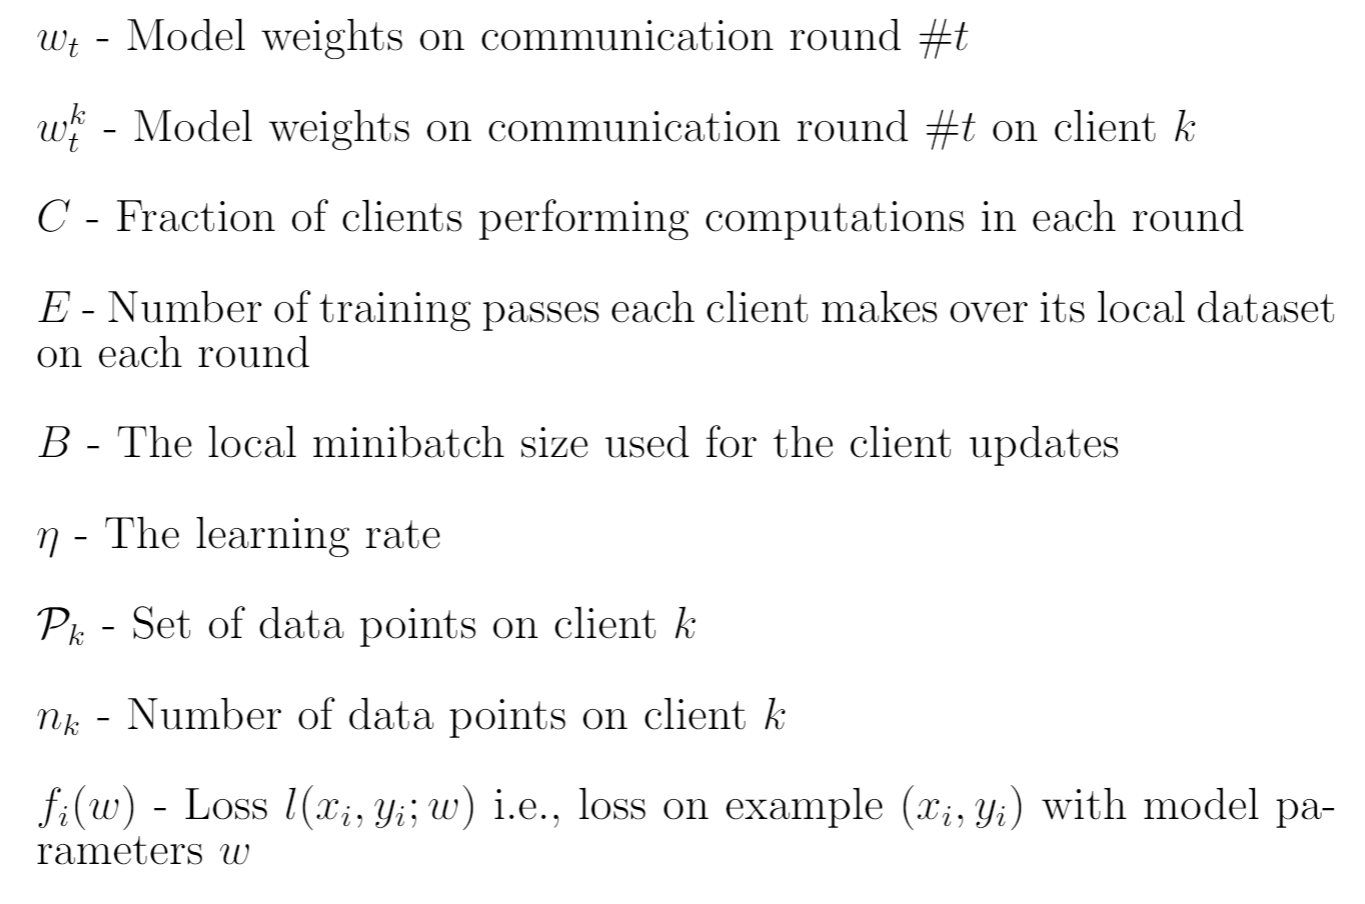 $w_t$ - Model weights on communication round #$t$
$w_t^k$ - Model weights on communication round #$t$ on client $k$
$C$ - Fraction of clients performing computations in each round
$E$ - Number of training passes each client makes over its local dataset
on each round
$B$ - The local minibatch size used for the client updates
$\eta$ - The learning rate
$\mathcal{P}_k$ - Set of data points on client $k$
$n_k$ - Number of data points on client $k$
$f_i(w)$ - Loss $l(x_i, y_i; w)$ i.e., loss on example $(x_i, y_i)$ with model pa-
rameters $w$